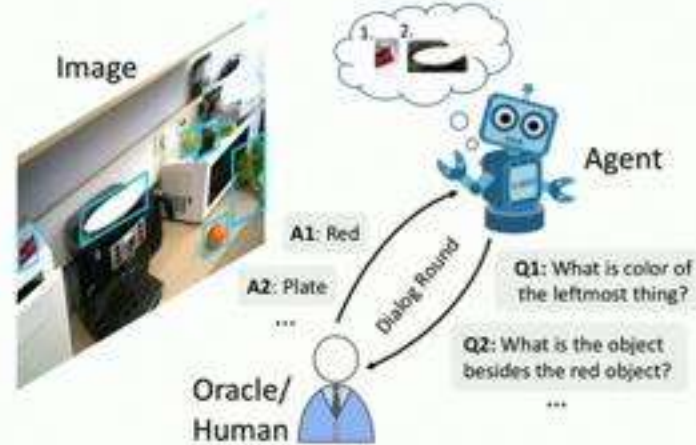 Image
1. 2.
Agent
A1: Red
A2: Plate
...
Dialog Round
Q1: What is color of
the leftmost thing?
Q2: What is the object
besides the red object?
...
Oracle/
Human